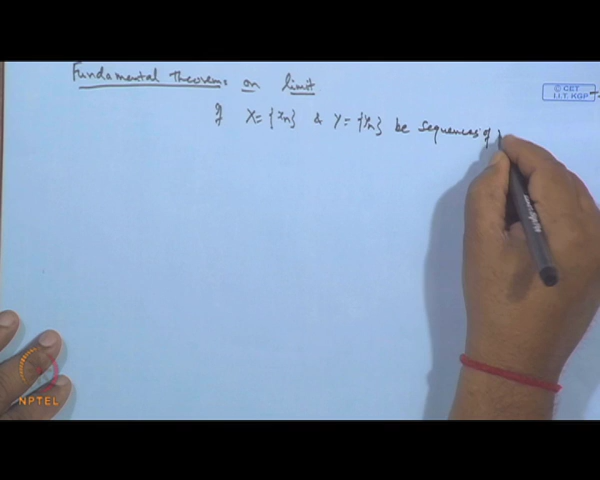 Fundamental Theorems on limit
© CET
I.I.T. KGP
If X = {xn} & Y = {yn} be sequences of
NPTEL